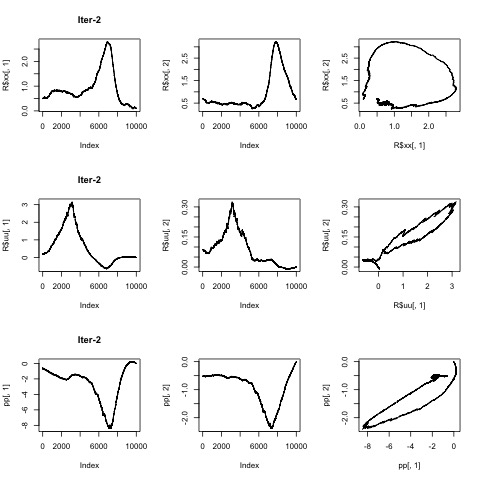 Iter-2
R$xx[, 1]
0.0 1.0 2.0
0 2000 6000 10000
Index
R$xx[, 2]
0.5 1.5 2.5
0 2000 6000 10000
Index
R$xx[, 2]
0.5 1.5 2.5
0.0 1.0 2.0
R$xx[, 1]
Iter-2
R$uu[, 1]
0 1 2 3
0 2000 6000 10000
Index
R$uu[, 2]
0.00 0.15 0.30
0 2000 6000 10000
Index
R$uu[, 2]
0.00 0.15 0.30
0 1 2 3
R$uu[, 1]
Iter-2
pp[, 1]
-8 -6 -4 -2 0
0 2000 6000 10000
Index
pp[, 2]
-2.0 -1.0 0.0
0 2000 6000 10000
Index
pp[, 2]
-2.0 -1.0 0.0
-8 -6 -4 -2 0
pp[, 1]